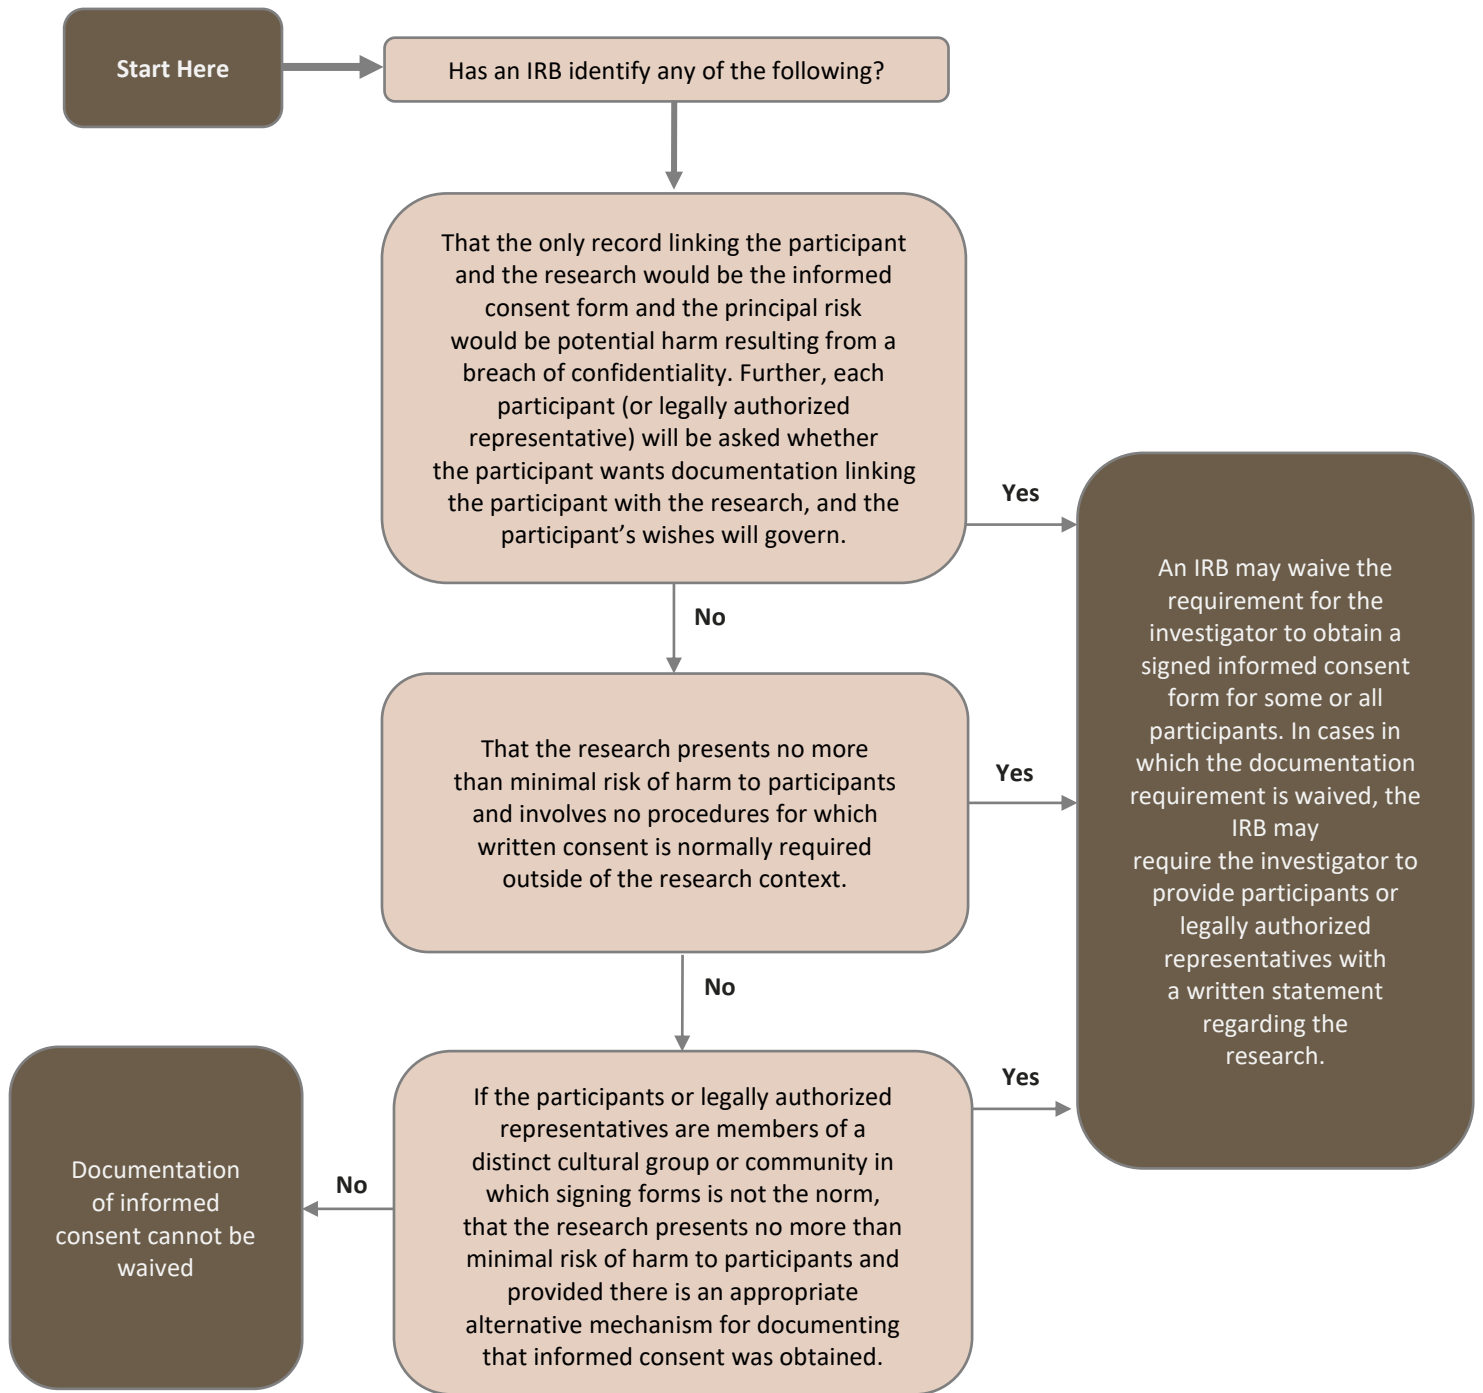 Start Here
Has an IRB identify any of the following?
That the only record linking the participant
and the research would be the informed
consent form and the principal risk
would be potential harm resulting from a
breach of confidentiality. Further, each
participant (or legally authorized
representative) will be asked whether
the participant wants documentation linking
the participant with the research, and the
participant’s wishes will govern.
Yes
No
That the research presents no more
than minimal risk of harm to participants
and involves no procedures for which
written consent is normally required
outside of the research context.
Yes
No
If the participants or legally authorized
representatives are members of a
distinct cultural group or community in
which signing forms is not the norm,
that the research presents no more than
minimal risk of harm to participants and
provided there is an appropriate
alternative mechanism for documenting
that informed consent was obtained.
Yes
No
An IRB may waive the
requirement for the
investigator to obtain a
signed informed consent
form for some or all
participants. In cases in
which the documentation
requirement is waived, the
IRB may
require the investigator to
provide participants or
legally authorized
representatives with
a written statement
regarding the
research.
Documentation
of informed
consent cannot be
waived